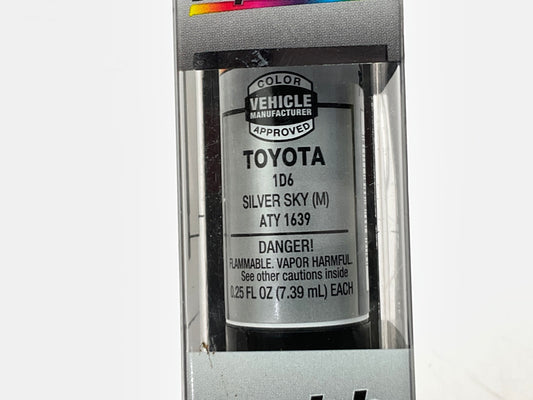 COLOR
VEHICLE
MANUFACTURER
APPROVED
TOYOTA
1D6
SILVER SKY (M)
ATY 1639
DANGER!
FLAMMABLE. VAPOR HARMFUL.
See other cautions inside
0.25 FL OZ (7.39 mL) EACH